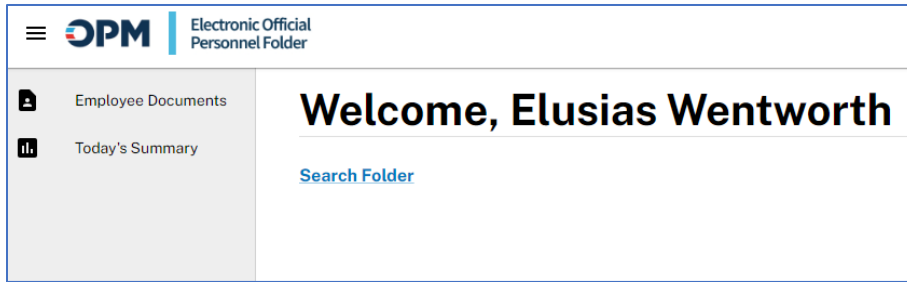 OPM
Electronic Official
Personnel Folder
Employee Documents
Today's Summary
Welcome, Elusias Wentworth
Search Folder